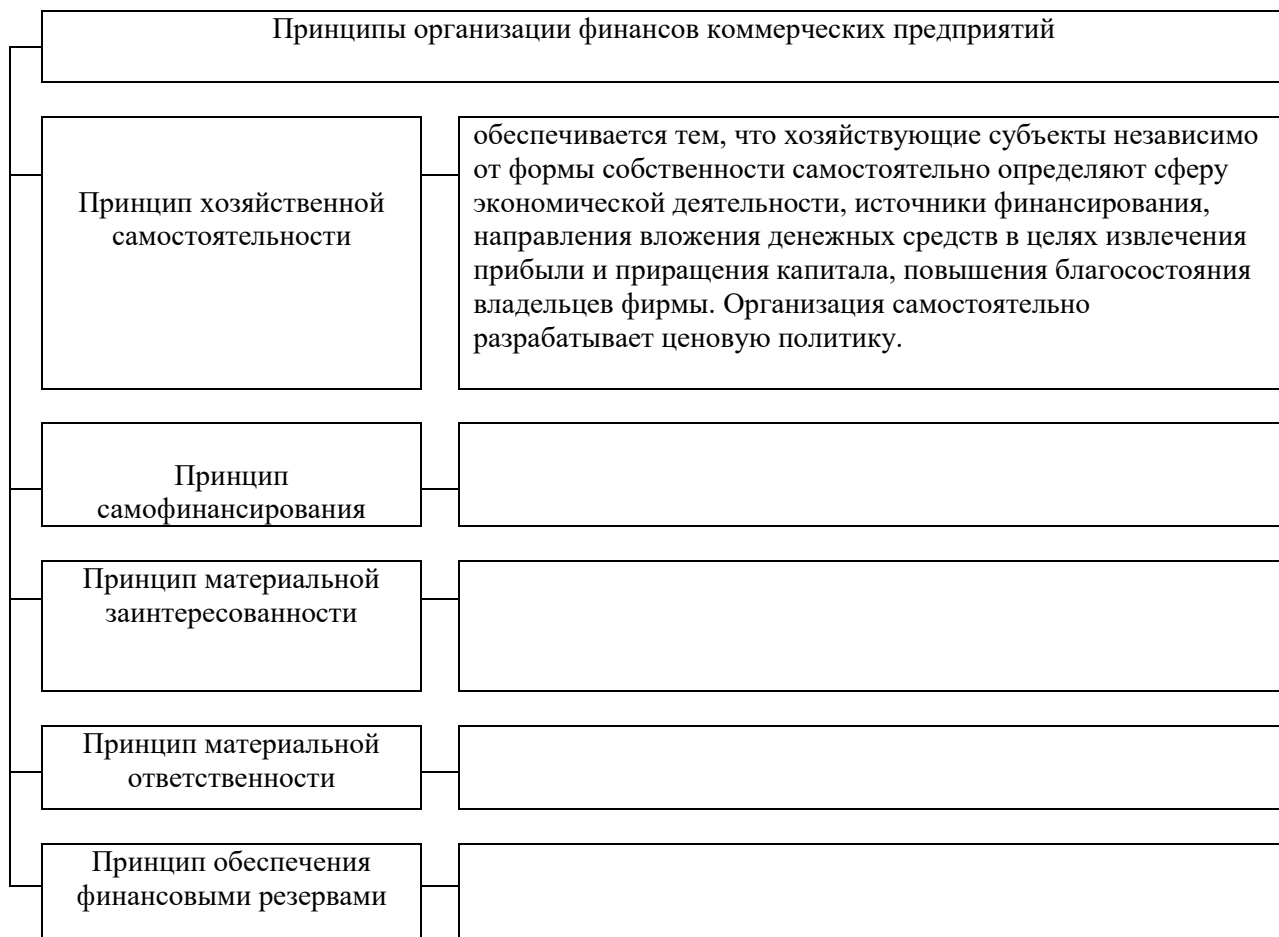 Принципы организации финансов коммерческих предприятий
Принцип хозяйственной
самостоятельности
обеспечивается тем, что хозяйствующие субъекты независимо
от формы собственности самостоятельно определяют сферу
экономической деятельности, источники финансирования,
направления вложения денежных средств в целях извлечения
прибыли и приращения капитала, повышения благосостояния
владельцев фирмы. Организация самостоятельно
разрабатывает ценовую политику.
Принцип
самофинансирования
Принцип материальной
заинтересованности
Принцип материальной
ответственности
Принцип обеспечения
финансовыми резервами